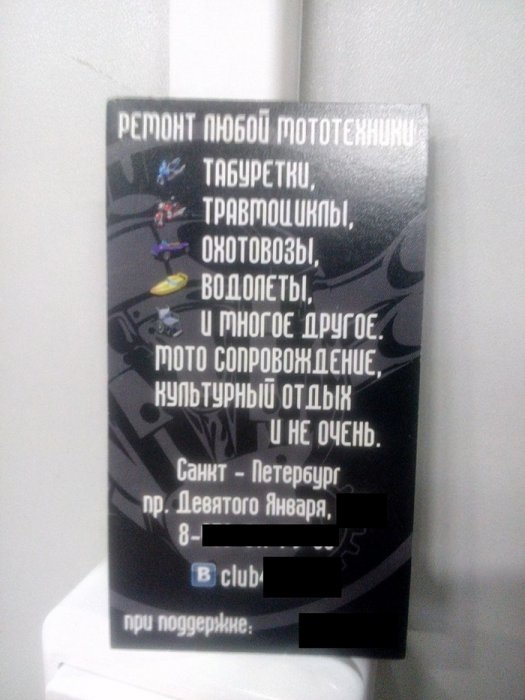 РЕМОНТ ЛЮБОЙ МОТОТЕХНИКИ
ТАБУРЕТКИ,
ТРАВМОЦИКЛЫ,
ОХОТОВОЗЫ,
ВОДОЛЕТЫ,
И МНОГОЕ ДРУГОЕ.
МОТО СОПРОВОЖДЕНИЕ,
КУЛЬТУРНЫЙ ОТДЫХ
И НЕ ОЧЕНЬ.
Санкт - Петербург
пр. Девятого Января,
8-
В club
при поддержке: